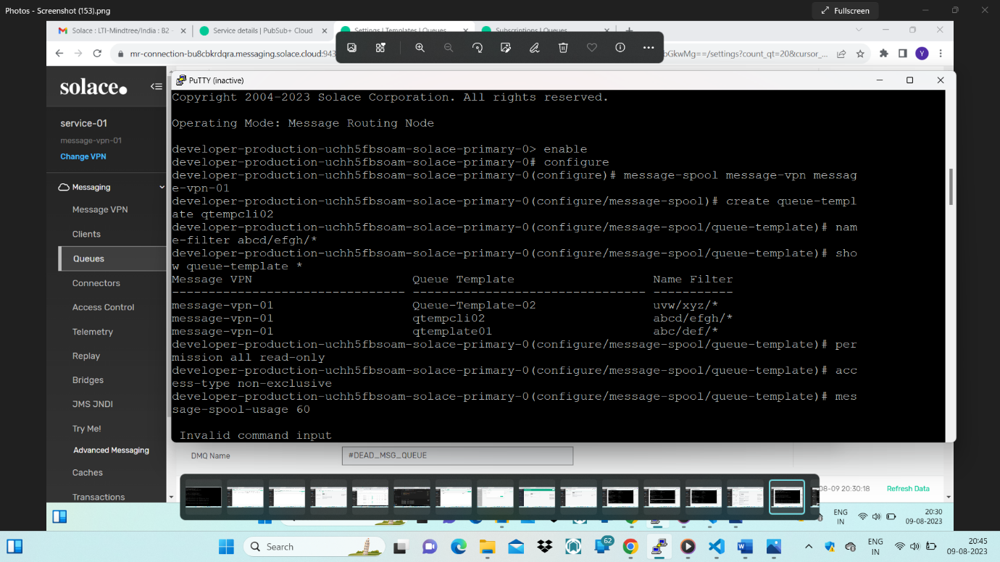 Photos - Screenshot (153).png
Fullscreen
Solace : LTI-Mindtree/India : B2 -
Service details | PubSub+ Cloud
Settings | Templates | Queues
Subscriptions | Queues
mr-connection-bu8cbkrdqra.messaging.solace.cloud:943
GkwMg==/settings?count_qt=20&cursor_...
Y
solace.
service-01
message-vpn-01
Change VPN
Messaging
Message VPN
Clients
Queues
Connectors
Access Control
Telemetry
Replay
Bridges
JMS JNDI
Try Me!
Advanced Messaging
Caches
Transactions
PuTTY (inactive)
Copyright 2004-2023 Solace Corporation. All rights reserved.
Operating Mode: Message Routing Node
developer-production-uchh5fbsoam-solace-primary-0> enable
developer-production-uchh5fbsoam-solace-primary-0# configure
developer-production-uchh5fbsoam-solace-primary-0(configure)# message-spool message-vpn messag
e-vpn-01
developer-production-uchh5fbsoam-solace-primary-0(configure/message-spool)# create queue-templ
ate qtempcli02
developer-production-uchh5fbsoam-solace-primary-0(configure/message-spool/queue-template)# nam
e-filter abcd/efgh/*
developer-production-uchh5fbsoam-solace-primary-0(configure/message-spool/queue-template)# sho
w queue-template *
Message VPN Queue Template Name Filter
-------------------------------- -------------------------------- -----------
message-vpn-01 Queue-Template-02 uvw/xyz/*
message-vpn-01 qtempcli02 abcd/efgh/*
message-vpn-01 qtemplate01 abc/def/*
developer-production-uchh5fbsoam-solace-primary-0(configure/message-spool/queue-template)# per
mission all read-only
developer-production-uchh5fbsoam-solace-primary-0(configure/message-spool/queue-template)# acc
ess-type non-exclusive
developer-production-uchh5fbsoam-solace-primary-0(configure/message-spool/queue-template)# mes
sage-spool-usage 60
Invalid command input
DMQ Name
#DEAD_MSG_QUEUE
08-09 20:30:18
Refresh Data
ENG
IN
20:30
09-08-2023
Search
62
ENG
IN
20:45
09-08-2023